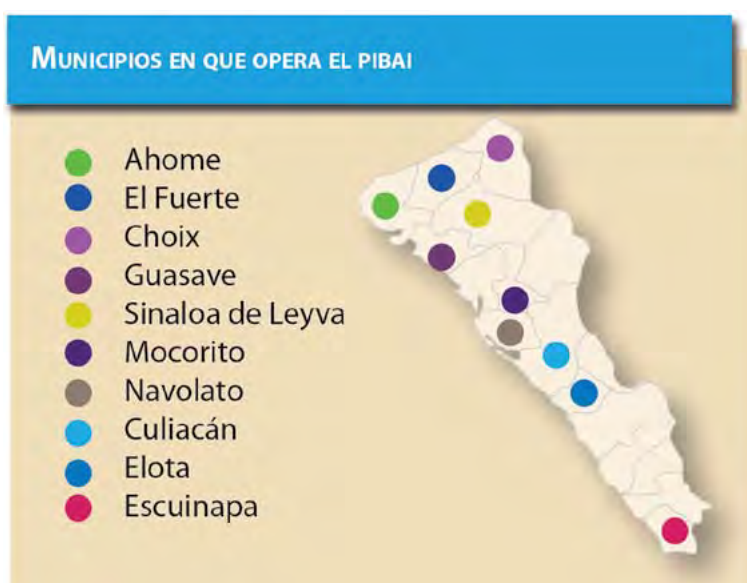 Municipios en que opera el PIBAI
Ahome
El Fuerte
Choix
Guasave
Sinaloa de Leyva
Mocorito
Navolato
Culiacán
Elota
Escuinapa